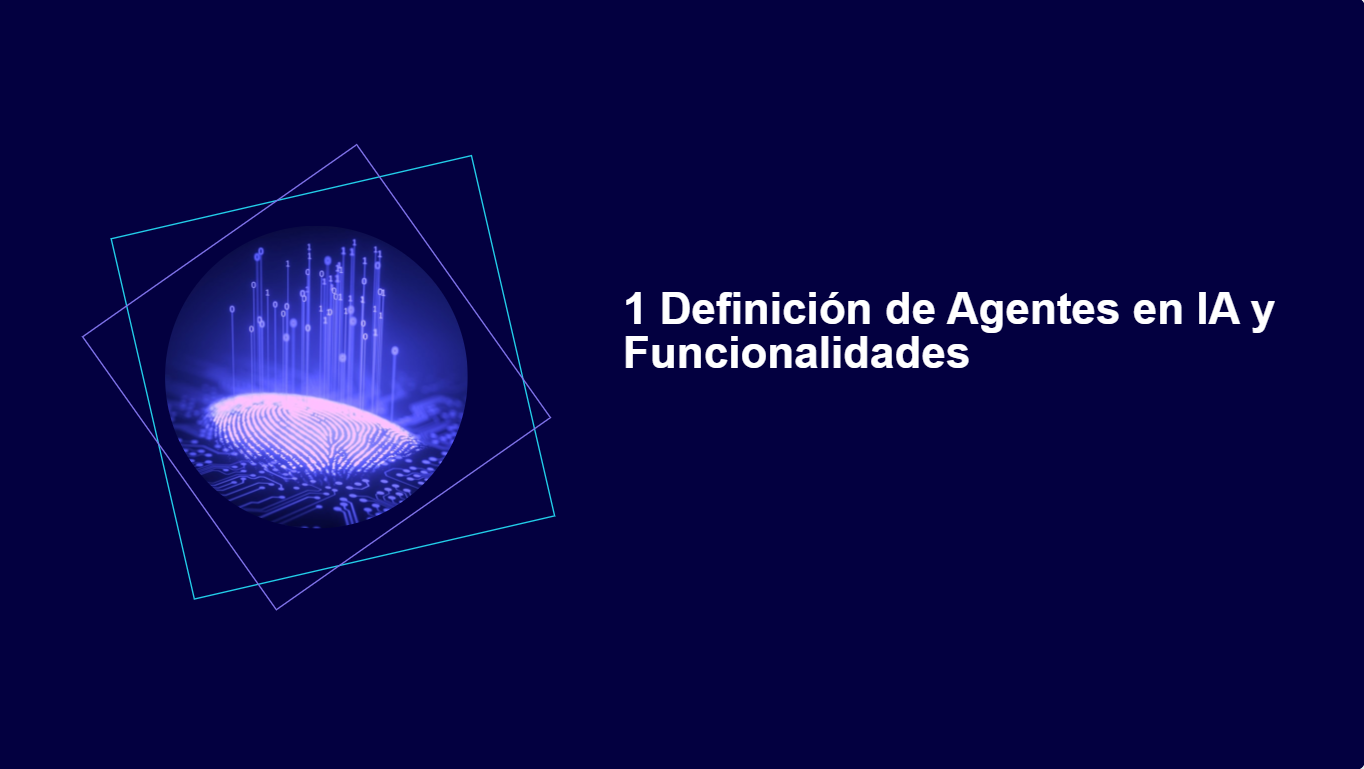 1 Definición de Agentes en IA y
Funcionalidades